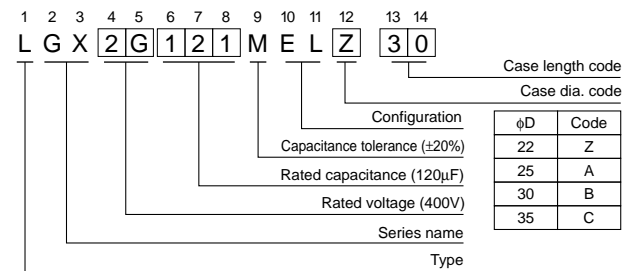 1 2 3 4 5 6 7 8 9 10 11 12 13 14
L G X 2 G 1 2 1 M E L Z 3 0
Case length code
Case dia. code
Configuration
Capacitance tolerance (±20%)
Rated capacitance (120μF)
Rated voltage (400V)
Series name
Type
ϕD Code
22 Z
25 A
30 B
35 C